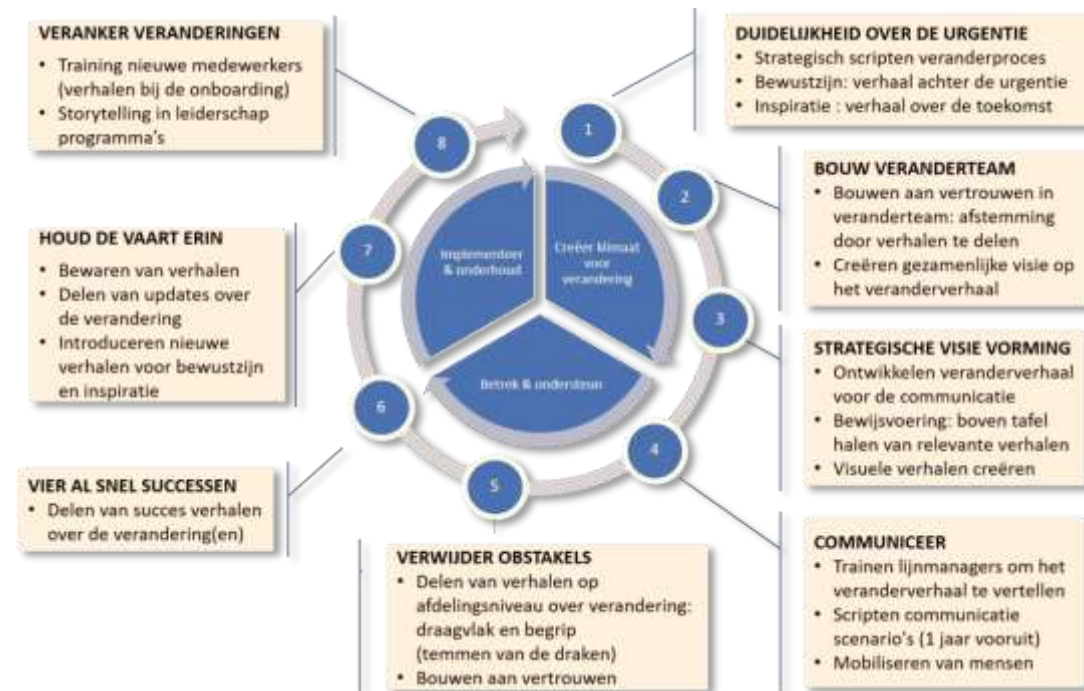 VERANKER VERANDERINGEN
• Training nieuwe medewerkers
(verhalen bij de onboarding)
• Storytelling in leiderschap
programma's
DUIDELIJKHEID OVER DE URGENTIE
• Strategisch scripten veranderproces
• Bewustzijn: verhaal achter de urgentie
• Inspiratie : verhaal over de toekomst
BOUW VERANDERTEAM
• Bouwen aan vertrouwen in
veranderteam: afstemming
door verhalen te delen
• Creëren gezamenlijke visie op
het veranderverhaal
STRATEGISCHE VISIE VORMING
• Ontwikkelen veranderverhaal
voor de communicatie
• Bewijsvoering: boven tafel
halen van relevante verhalen
• Visuele verhalen creëren
COMMUNICEER
• Trainen lijnmanagers om het
veranderverhaal te vertellen
• Scripten communicatie
scenario's (1 jaar vooruit)
• Mobiliseren van mensen
VERWIJDER OBSTAKELS
• Delen van verhalen op
afdelingsniveau over verandering:
draagvlak en begrip
(temmen van de draken)
• Bouwen aan vertrouwen
VIER AL SNEL SUCCESSEN
• Delen van succes verhalen
over de verandering(en)
HOUD DE VAART ERIN
• Bewaren van verhalen
• Delen van updates over
de verandering
• Introduceren nieuwe
verhalen voor bewustzijn
en inspiratie
1
2
3
4
5
6
7
8
Creëer klimaat
voor
verandering
Betrek & ondersteun
Implementeer
& onderhoud